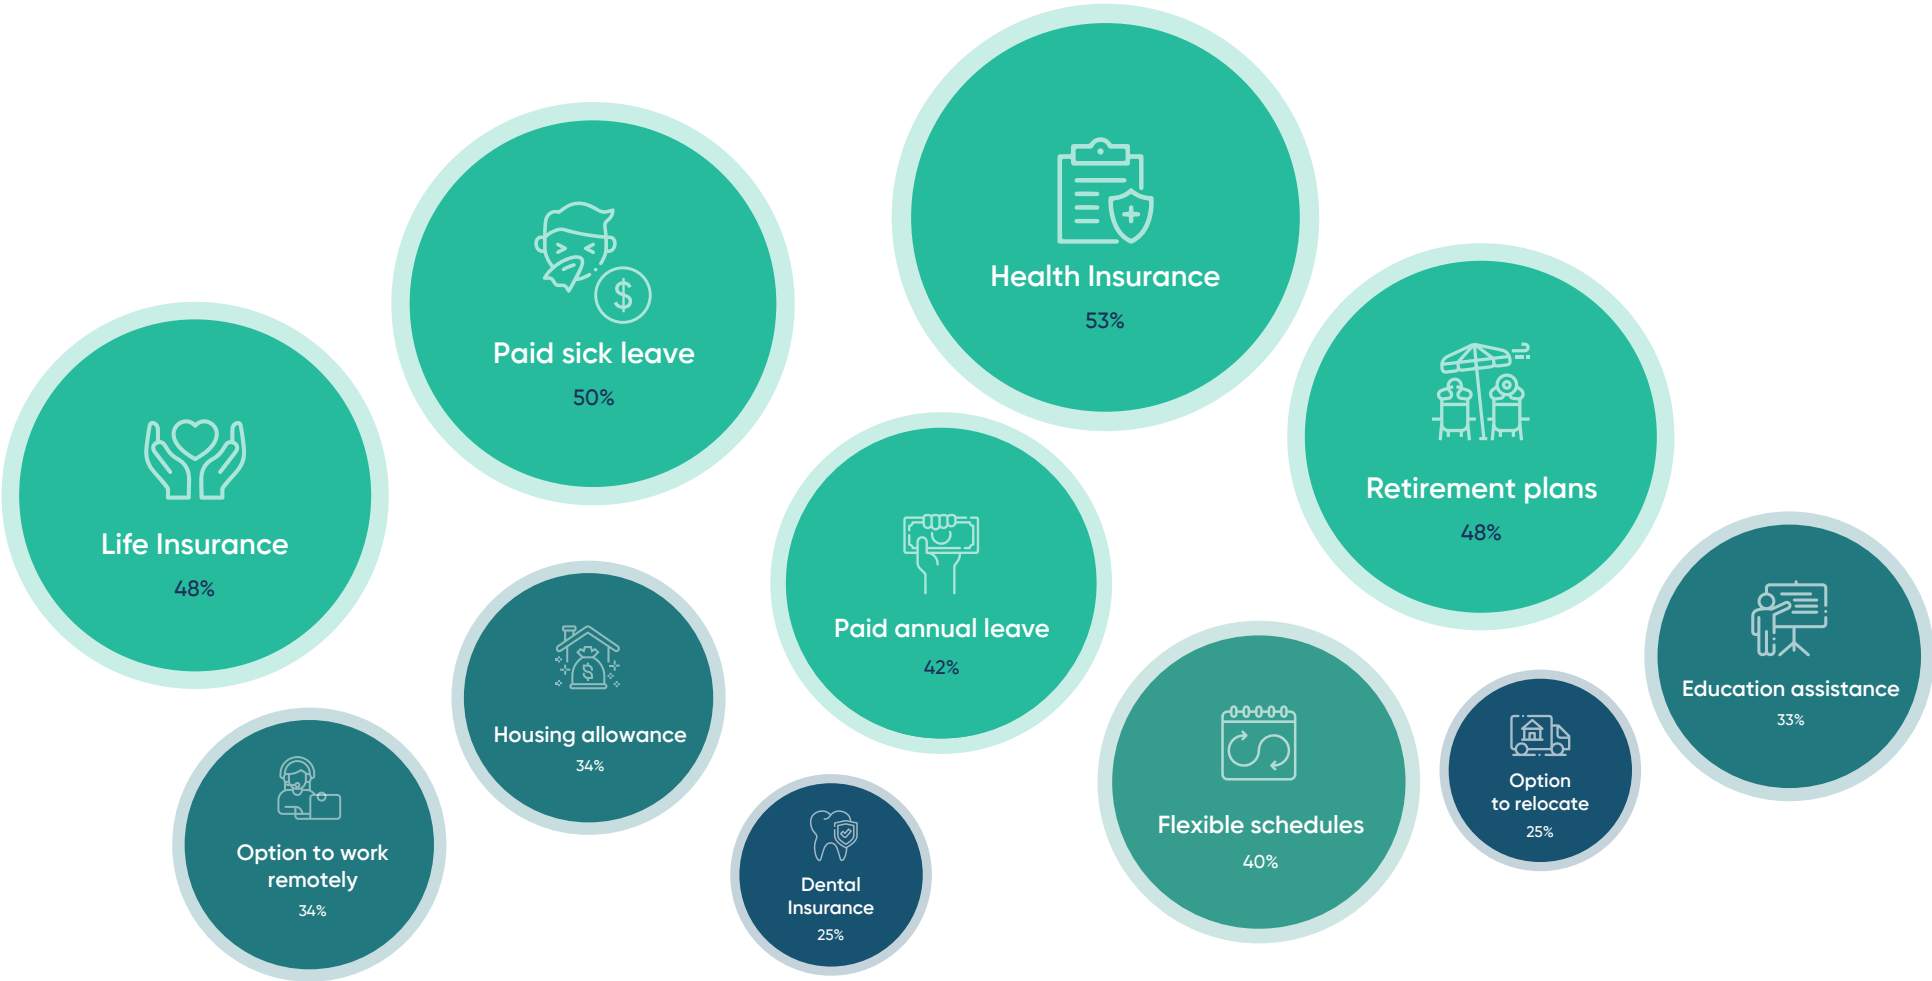 Health Insurance
53%
Paid sick leave
50%
Retirement plans
48%
Life Insurance
48%
Paid annual leave
42%
Education assistance
33%
Housing allowance
34%
Option
to relocate
25%
Flexible schedules
40%
Option to work
remotely
34%
Dental
Insurance
25%